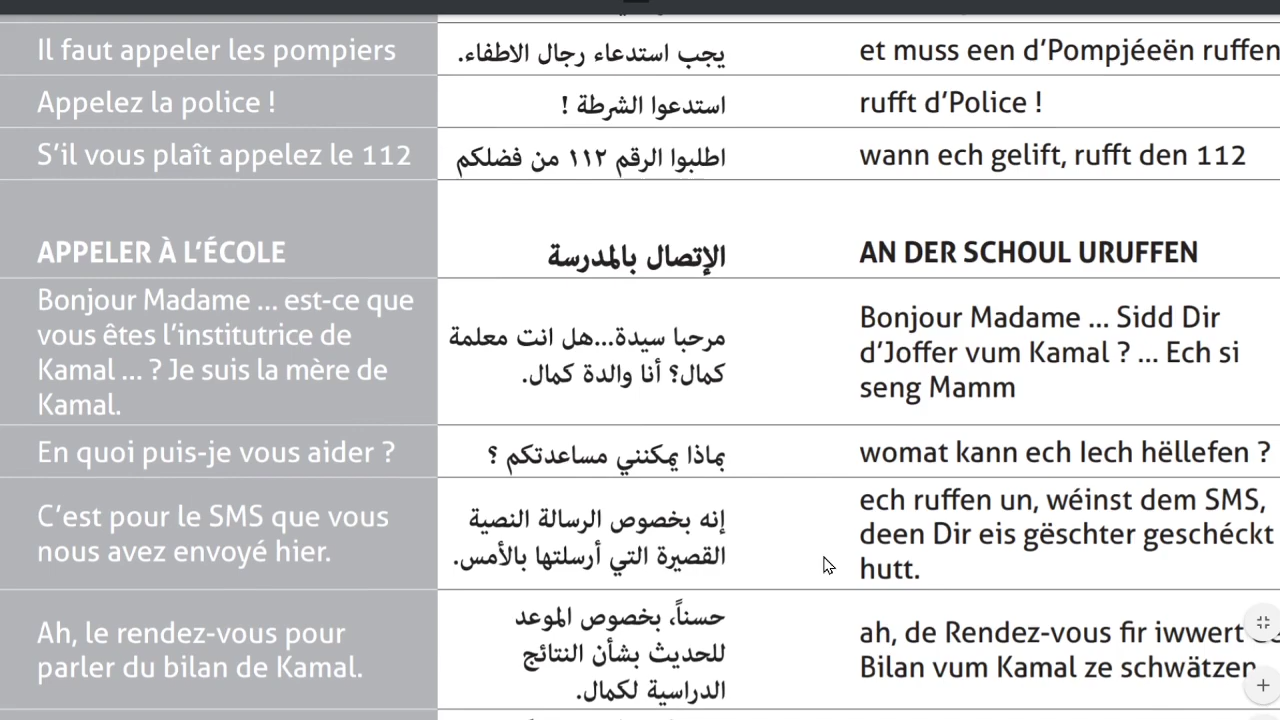 Il faut appeler les pompiers
يجب استدعاء رجال الاطفاء.
et muss een d’Pompjéeën ruffen
Appelez la police !
استدعوا الشرطة !
rufft d’Police !
S’il vous plaît appelez le 112
اطلبوا الرقم ١١٢ من فضلكم
wann ech gelift, rufft den 112
APPELER À L’ÉCOLE
الإتصال بالمدرسة
AN DER SCHOUL URUFFEN
Bonjour Madame ... est-ce que
vous êtes l’institutrice de
Kamal ... ? Je suis la mère de
Kamal.
مرحبا سيدة...هل انت معلمة
كمال؟ أنا والدة كمال.
Bonjour Madame ... Sidd Dir
d’Joffer vum Kamal ? ... Ech si
seng Mamm
En quoi puis-je vous aider ?
بماذا يمكنني مساعدتكم ؟
womat kann ech Iech hëllefen ?
C’est pour le SMS que vous
nous avez envoyé hier.
إنه بخصوص الرسالة النصية
القصيرة التي أرسلتها بالأمس.
ech ruffen un, wéinst dem SMS,
deen Dir eis gëschter geschéckt
hutt.
Ah, le rendez-vous pour
parler du bilan de Kamal.
حسناً، بخصوص الموعد
للحديث بشأن النتائج
الدراسية لكمال.
ah, de Rendez-vous fir iwwert
Bilan vum Kamal ze schwätzen